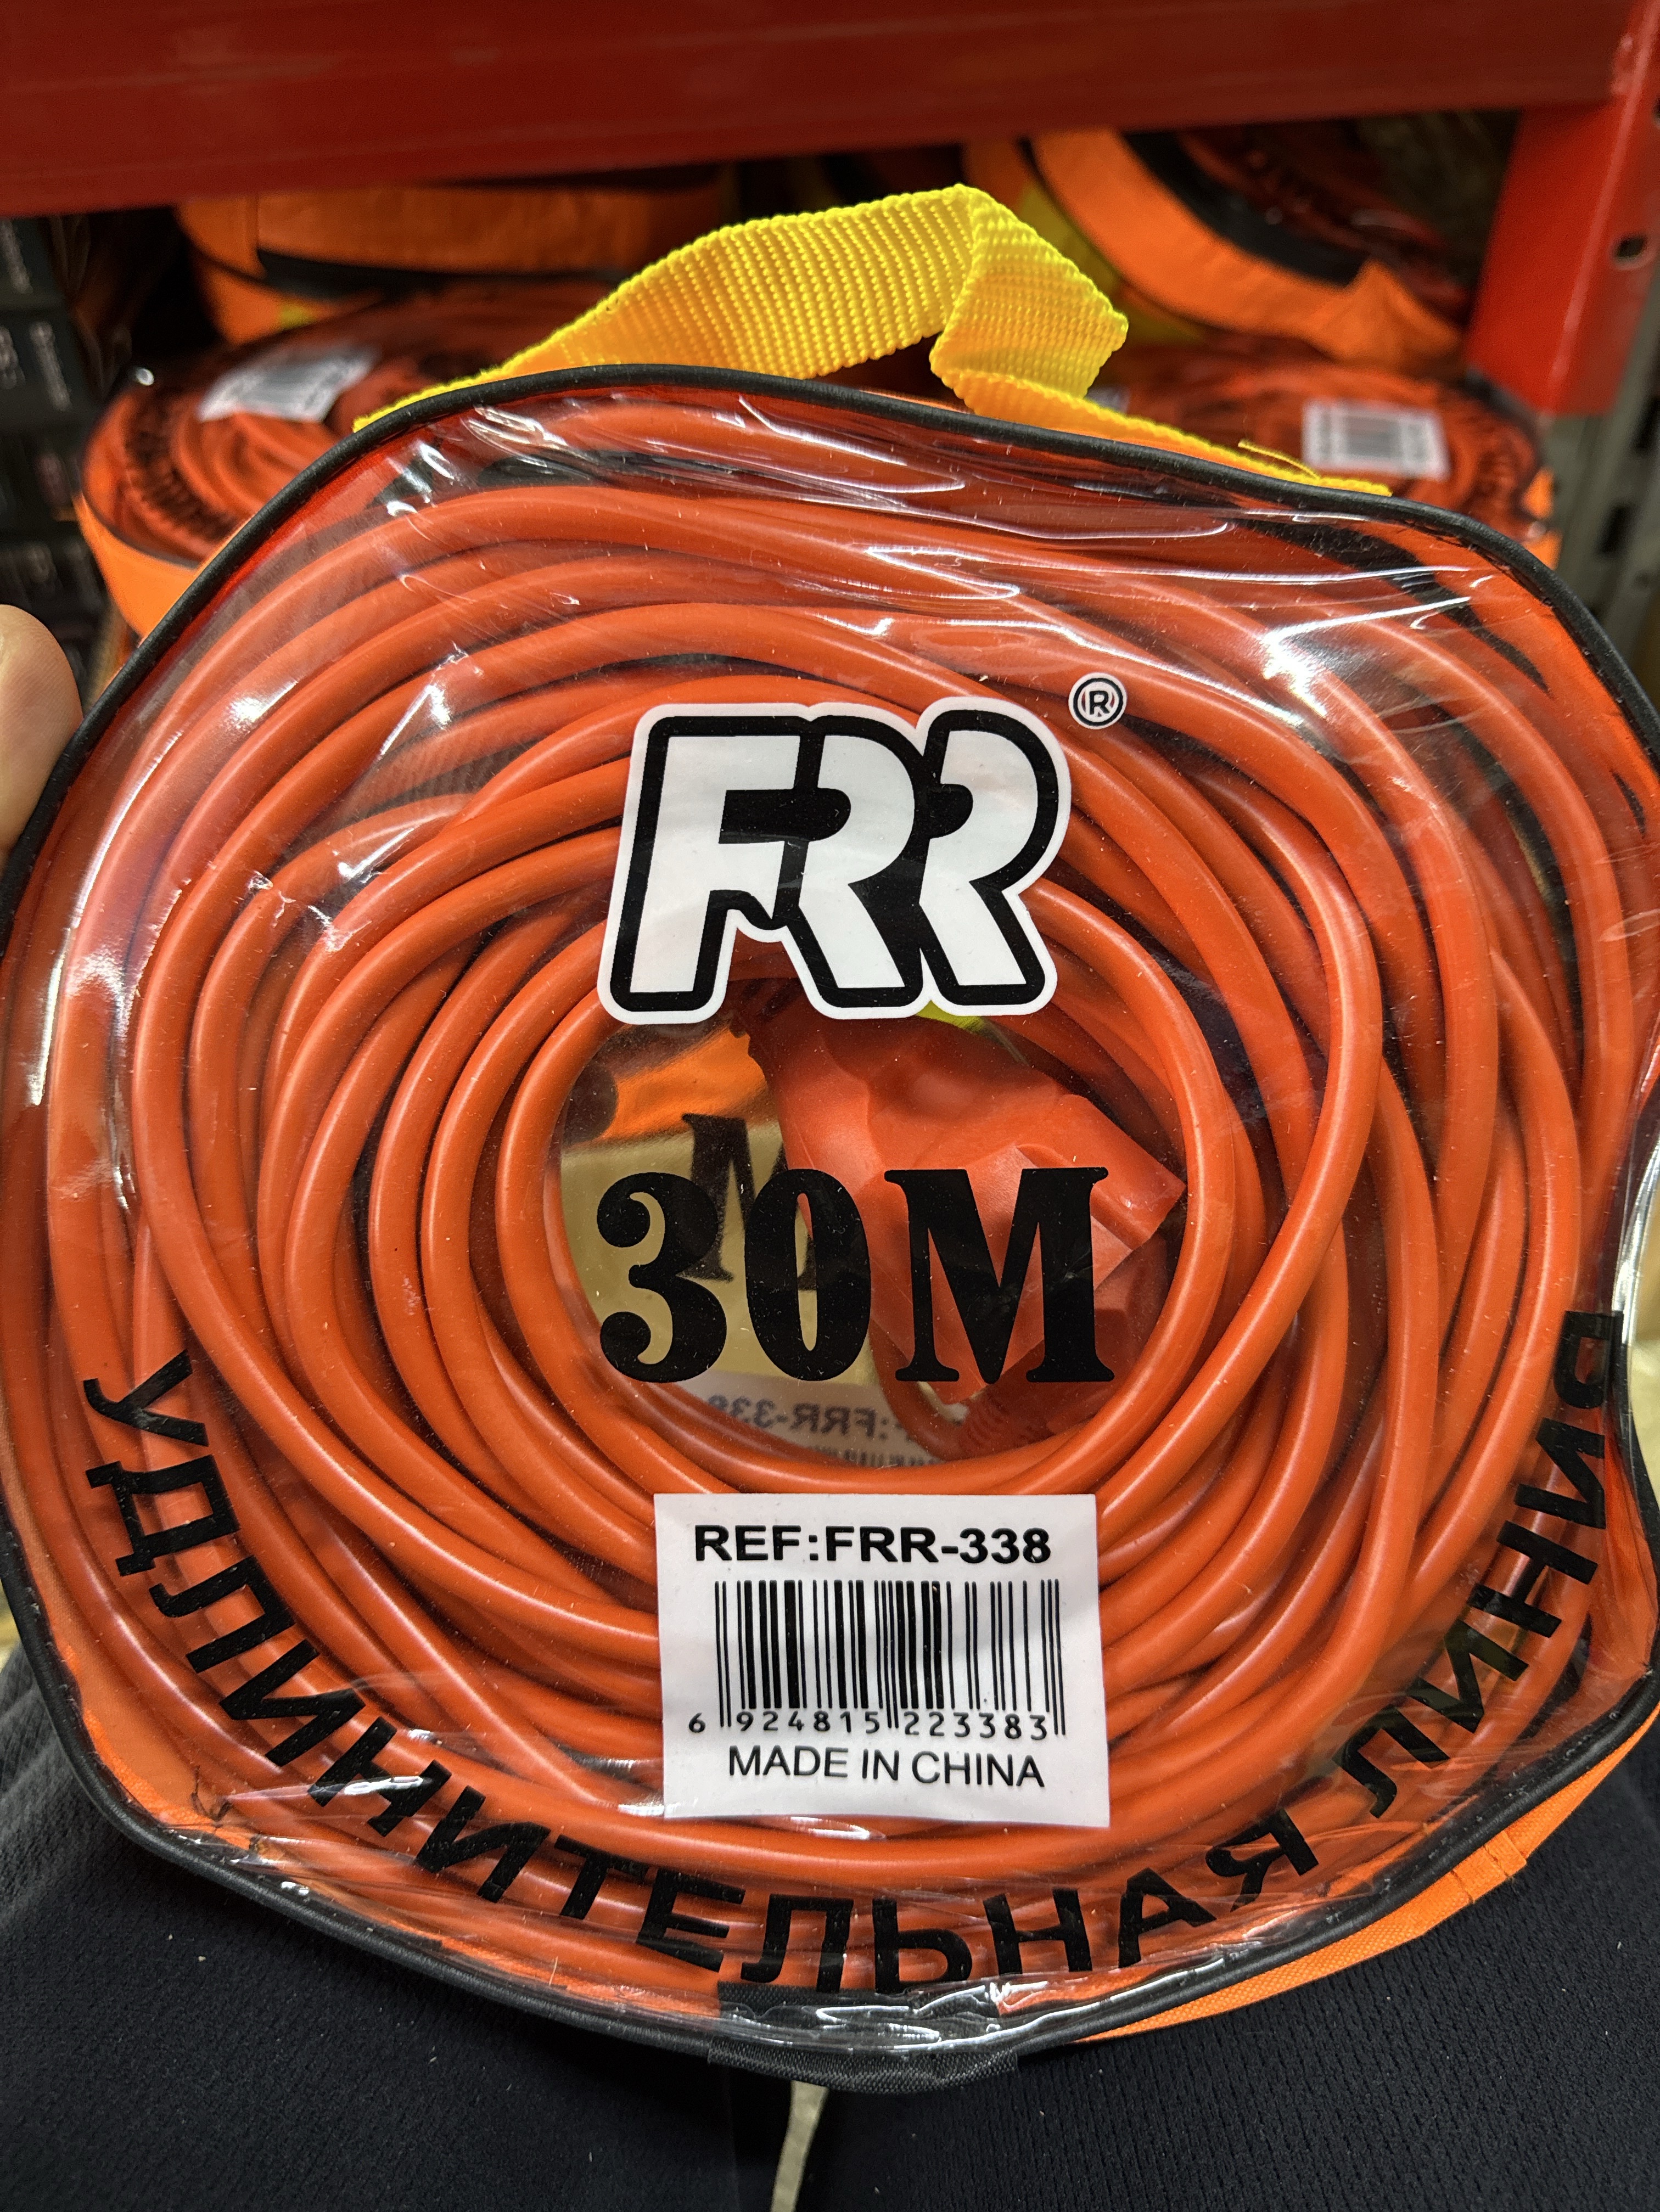 FRR®
30M
REF:FRR-338
6 924815 223383
MADE IN CHINA
УДЛИНИТЕЛЬНАЯ ЛИНИЯ